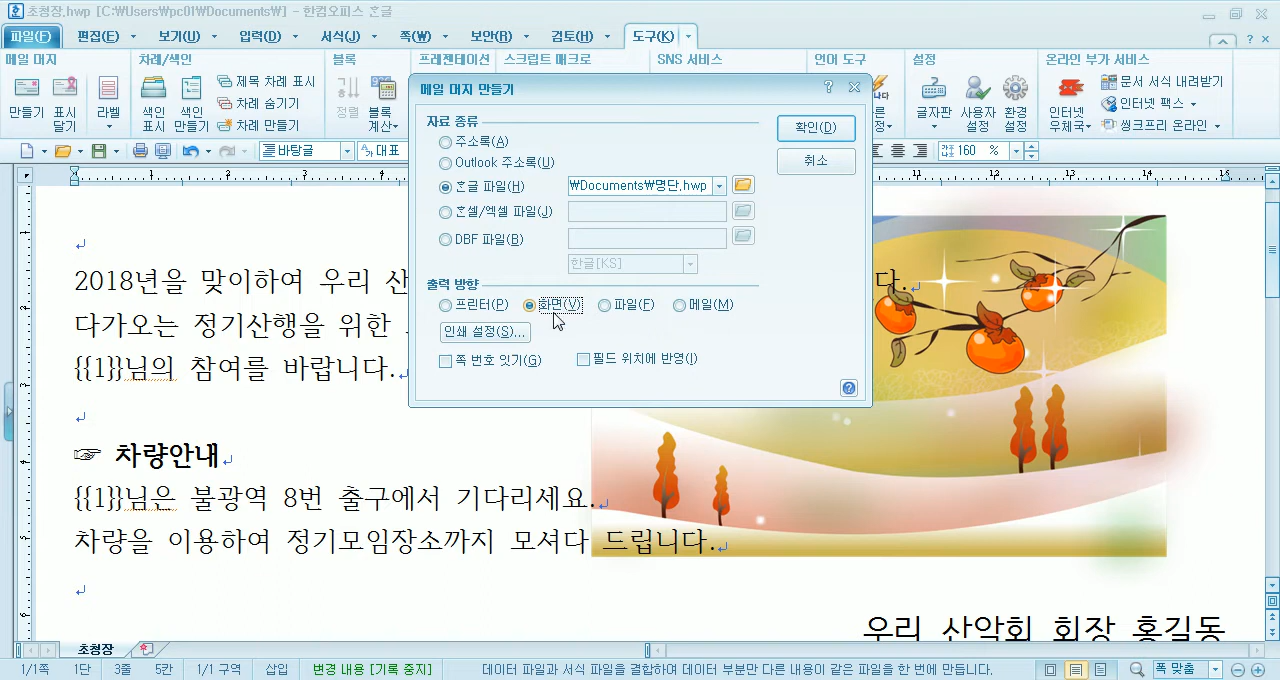 초청장.hwp [C:₩Users₩pc01₩Documents₩] - 한컴오피스 흔글
파일(F) 편집(E) 보기(U) 입력(D) 서식(J) 쪽(W) 보안(R) 검토(H) 도구(K)
메일 머지 차례/색인 블록 프레젠테이션 스크립트 매크로 SNS 서비스 언어 도구 설정 온라인 부가 서비스
만들기 표시 달기 라벨 색인 표시 색인 만들기 제목 차례 표시 차례 숨기기 차례 만들기 정렬 블록 계산
글자판 사용자 설정 환경 설정 인터넷 우체국 문서 서식 내려받기 인터넷 팩스 씽크프리 온라인
바탕글 대표 160 %
메일 머지 만들기
자료 종류
주소록(A)
Outlook 주소록(U)
흔글 파일(H) ₩Documents₩명단.hwp
흔셀/엑셀 파일(J)
DBF 파일(B)
한글[KS]
출력 방향
프린터(P) 화면(V) 파일(F) 메일(M)
인쇄 설정(S)...
쪽 번호 잇기(G) 필드 위치에 반영(I)
확인(D)
취소
2018년을 맞이하여 우리 산 다.
다가오는 정기산행을 위한
{{1}}님의 참여를 바랍니다.
☞ 차량안내
{{1}}님은 불광역 8번 출구에서 기다리세요.
차량을 이용하여 정기모임장소까지 모셔다 드립니다.
우리 산악회 회장 홍길동
초청장
1/1쪽 1단 3줄 5칸 1/1 구역 삽입 변경 내용 [기록 중지] 데이터 파일과 서식 파일을 결합하여 데이터 부분만 다른 내용이 같은 파일을 한 번에 만듭니다. 폭 맞춤